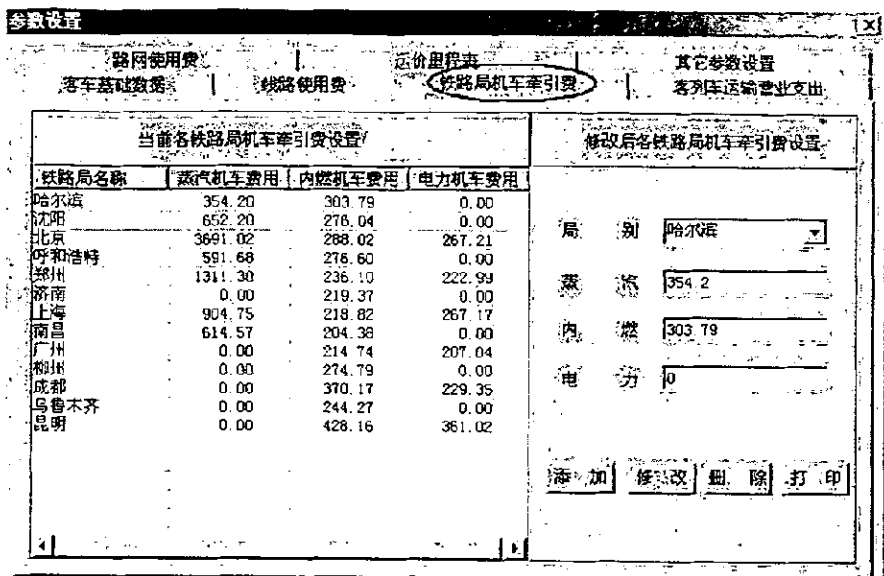 参数设置
路网使用费 运价里程表 其它参数设置
客车基础数据 线路使用费 铁路局机车牵引费 客列车运输营业支出
当前各铁路局机车牵引费设置 修改后各铁路局机车牵引费设置
铁路局名称 蒸汽机车费用 内燃机车费用 电力机车费用
哈尔滨 354.20 303.79 0.00
沈阳 652.20 276.04 0.00
北京 3691.02 288.02 267.21
呼和浩特 591.68 276.60 0.00
郑州 1311.30 236.10 222.99
济南 0.00 219.37 0.00
上海 904.75 218.82 267.17
南昌 614.57 204.38 0.00
广州 0.00 214.74 207.04
柳州 0.00 274.79 0.00
成都 0.00 370.17 229.35
乌鲁木齐 0.00 244.27 0.00
昆明 0.00 428.16 361.02
局 别 哈尔滨
蒸 汽 354.2
内 燃 303.79
电 力 0
添 加 修 改 删 除 打 印